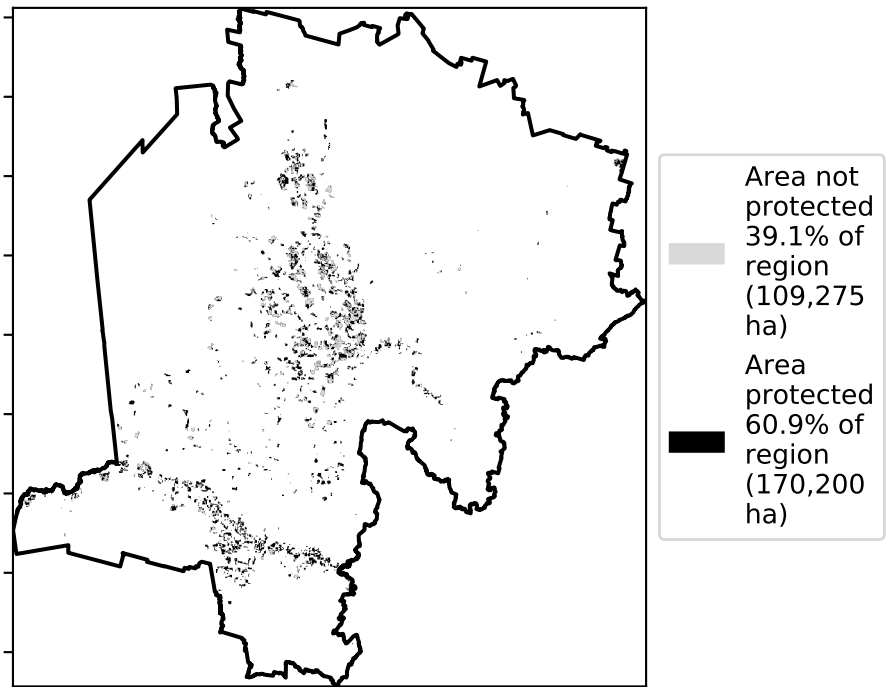 Area not
protected
39.1% of
region
(109,275
ha)
Area
protected
60.9% of
region
(170,200
ha)